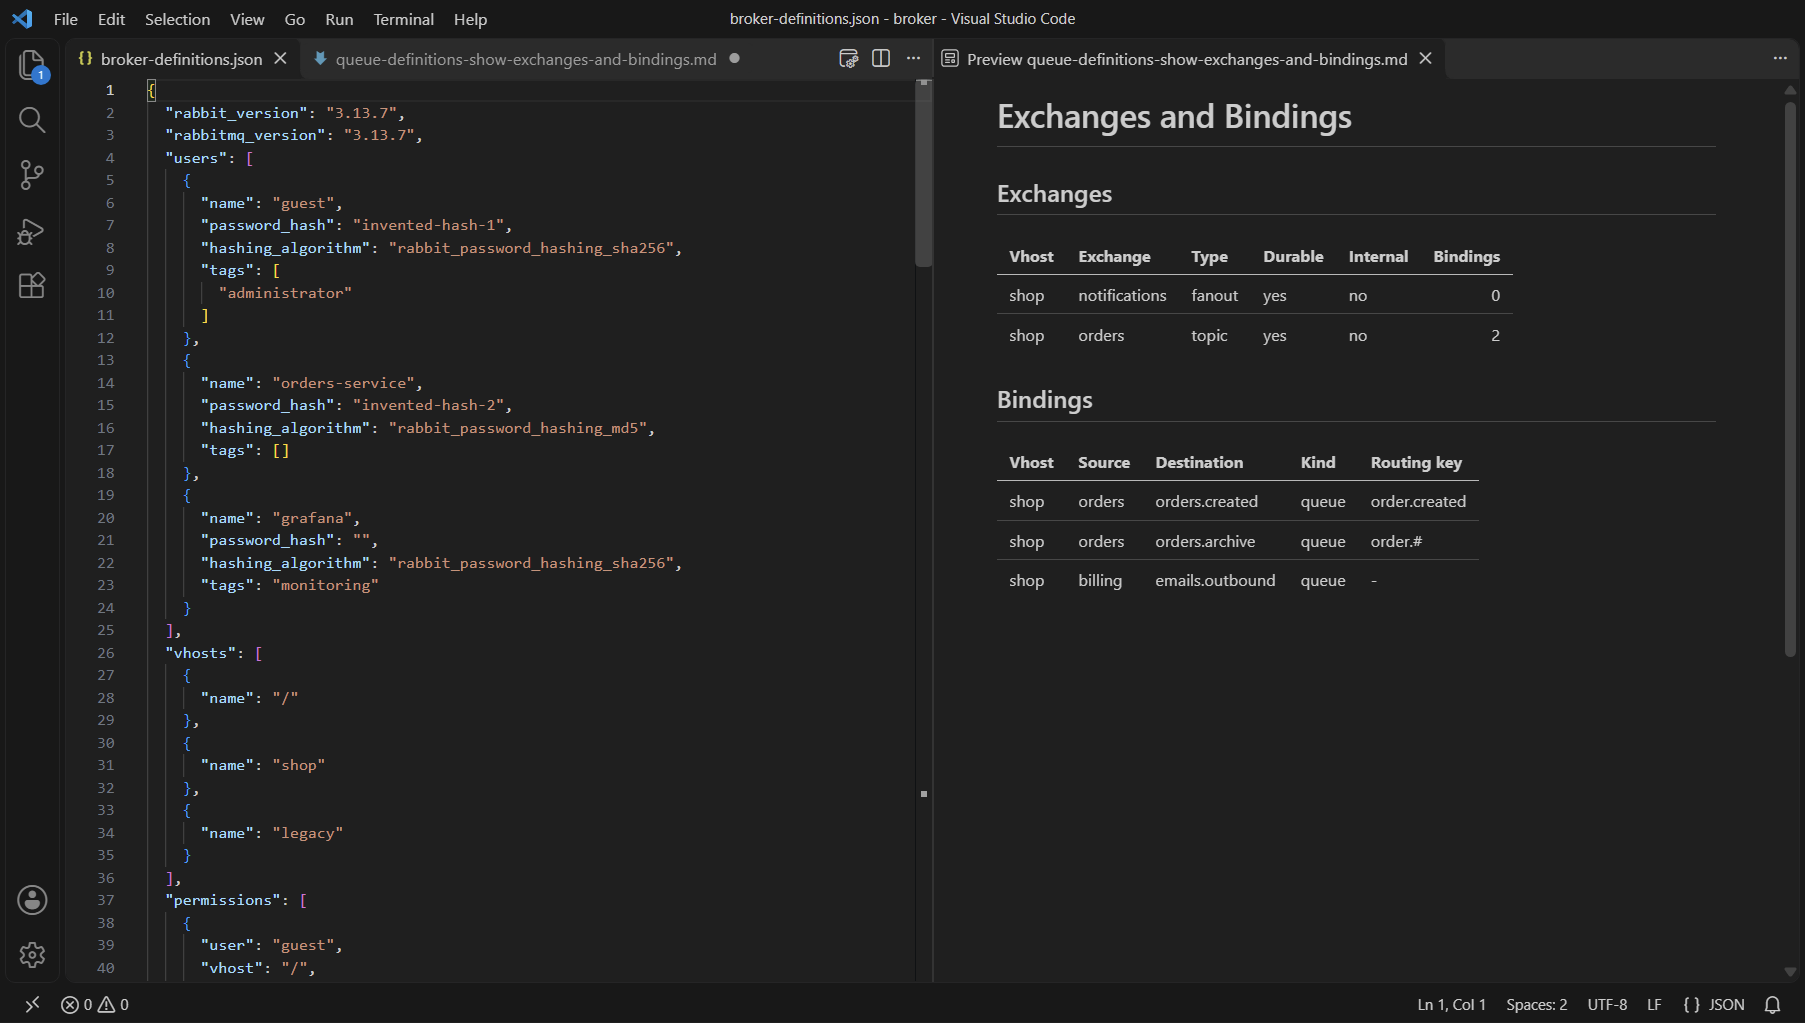 File Edit Selection View Go Run Terminal Help
broker-definitions.json - broker - Visual Studio Code
1
{} broker-definitions.json
queue-definitions-show-exchanges-and-bindings.md
1 {
2 "rabbit_version": "3.13.7",
3 "rabbitmq_version": "3.13.7",
4 "users": [
5 {
6 "name": "guest",
7 "password_hash": "invented-hash-1",
8 "hashing_algorithm": "rabbit_password_hashing_sha256",
9 "tags": [
10 "administrator"
11 ]
12 },
13 {
14 "name": "orders-service",
15 "password_hash": "invented-hash-2",
16 "hashing_algorithm": "rabbit_password_hashing_md5",
17 "tags": []
18 },
19 {
20 "name": "grafana",
21 "password_hash": "",
22 "hashing_algorithm": "rabbit_password_hashing_sha256",
23 "tags": "monitoring"
24 }
25 ],
26 "vhosts": [
27 {
28 "name": "/"
29 },
30 {
31 "name": "shop"
32 },
33 {
34 "name": "legacy"
35 }
36 ],
37 "permissions": [
38 {
39 "user": "guest",
40 "vhost": "/",
Preview queue-definitions-show-exchanges-and-bindings.md
Exchanges and Bindings
Exchanges
Vhost Exchange Type Durable Internal Bindings
shop notifications fanout yes no 0
shop orders topic yes no 2
Bindings
Vhost Source Destination Kind Routing key
shop orders orders.created queue order.created
shop orders orders.archive queue order.#
shop billing emails.outbound queue -
0 0
Ln 1, Col 1 Spaces: 2 UTF-8 LF {} JSON